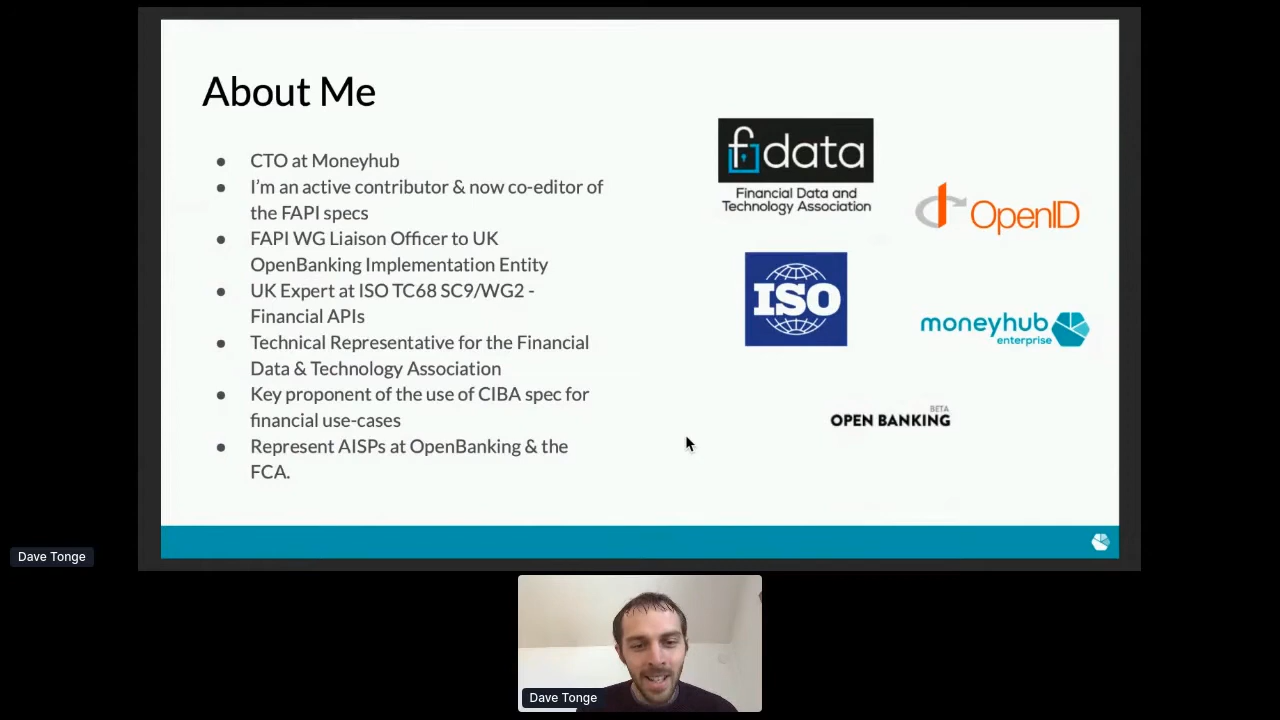 About Me
● CTO at Moneyhub
● I'm an active contributor & now co-editor of
the FAPI specs
● FAPI WG Liaison Officer to UK
OpenBanking Implementation Entity
● UK Expert at ISO TC68 SC9/WG2 -
Financial APIs
● Technical Representative for the Financial
Data & Technology Association
● Key proponent of the use of CIBA spec for
financial use-cases
● Represent AISPs at OpenBanking & the
FCA.
fdata
Financial Data and
Technology Association
OpenID
ISO
moneyhub
enterprise
BETA
OPEN BANKING
Dave Tonge
Dave Tonge